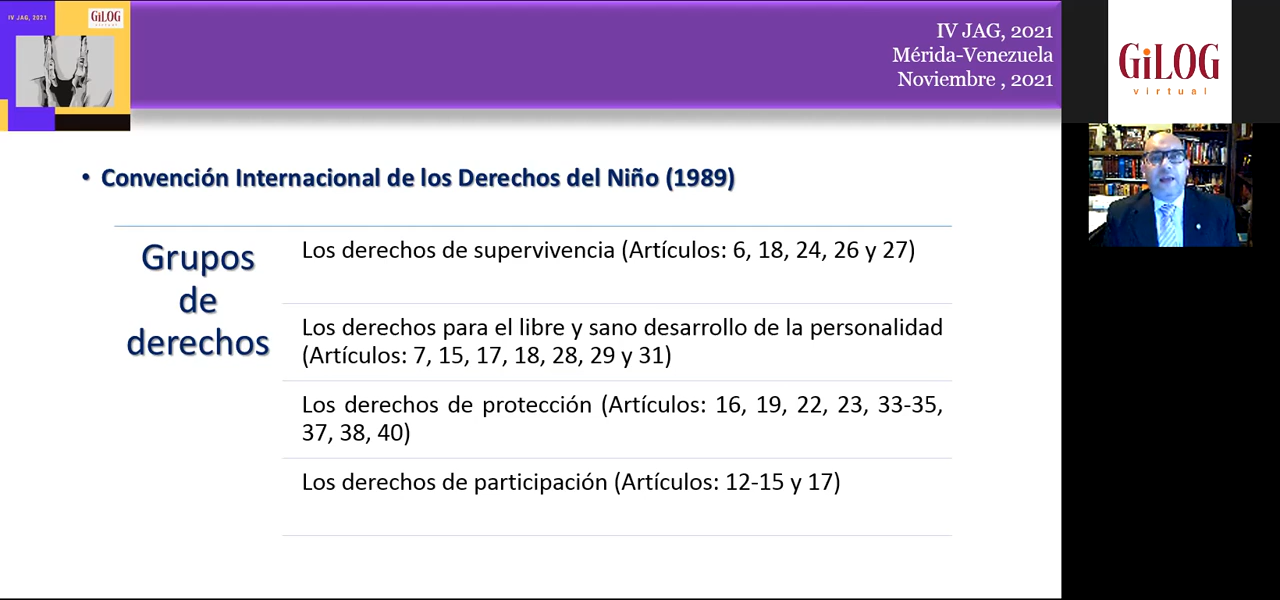 IV JAG, 2021
GiLOG
virtual
IV JAG, 2021
Mérida-Venezuela
Noviembre , 2021
GiLOG
virtual
• Convención Internacional de los Derechos del Niño (1989)
Grupos
de
derechos
Los derechos de supervivencia (Artículos: 6, 18, 24, 26 y 27)
Los derechos para el libre y sano desarrollo de la personalidad
(Artículos: 7, 15, 17, 18, 28, 29 y 31)
Los derechos de protección (Artículos: 16, 19, 22, 23, 33-35,
37, 38, 40)
Los derechos de participación (Artículos: 12-15 y 17)